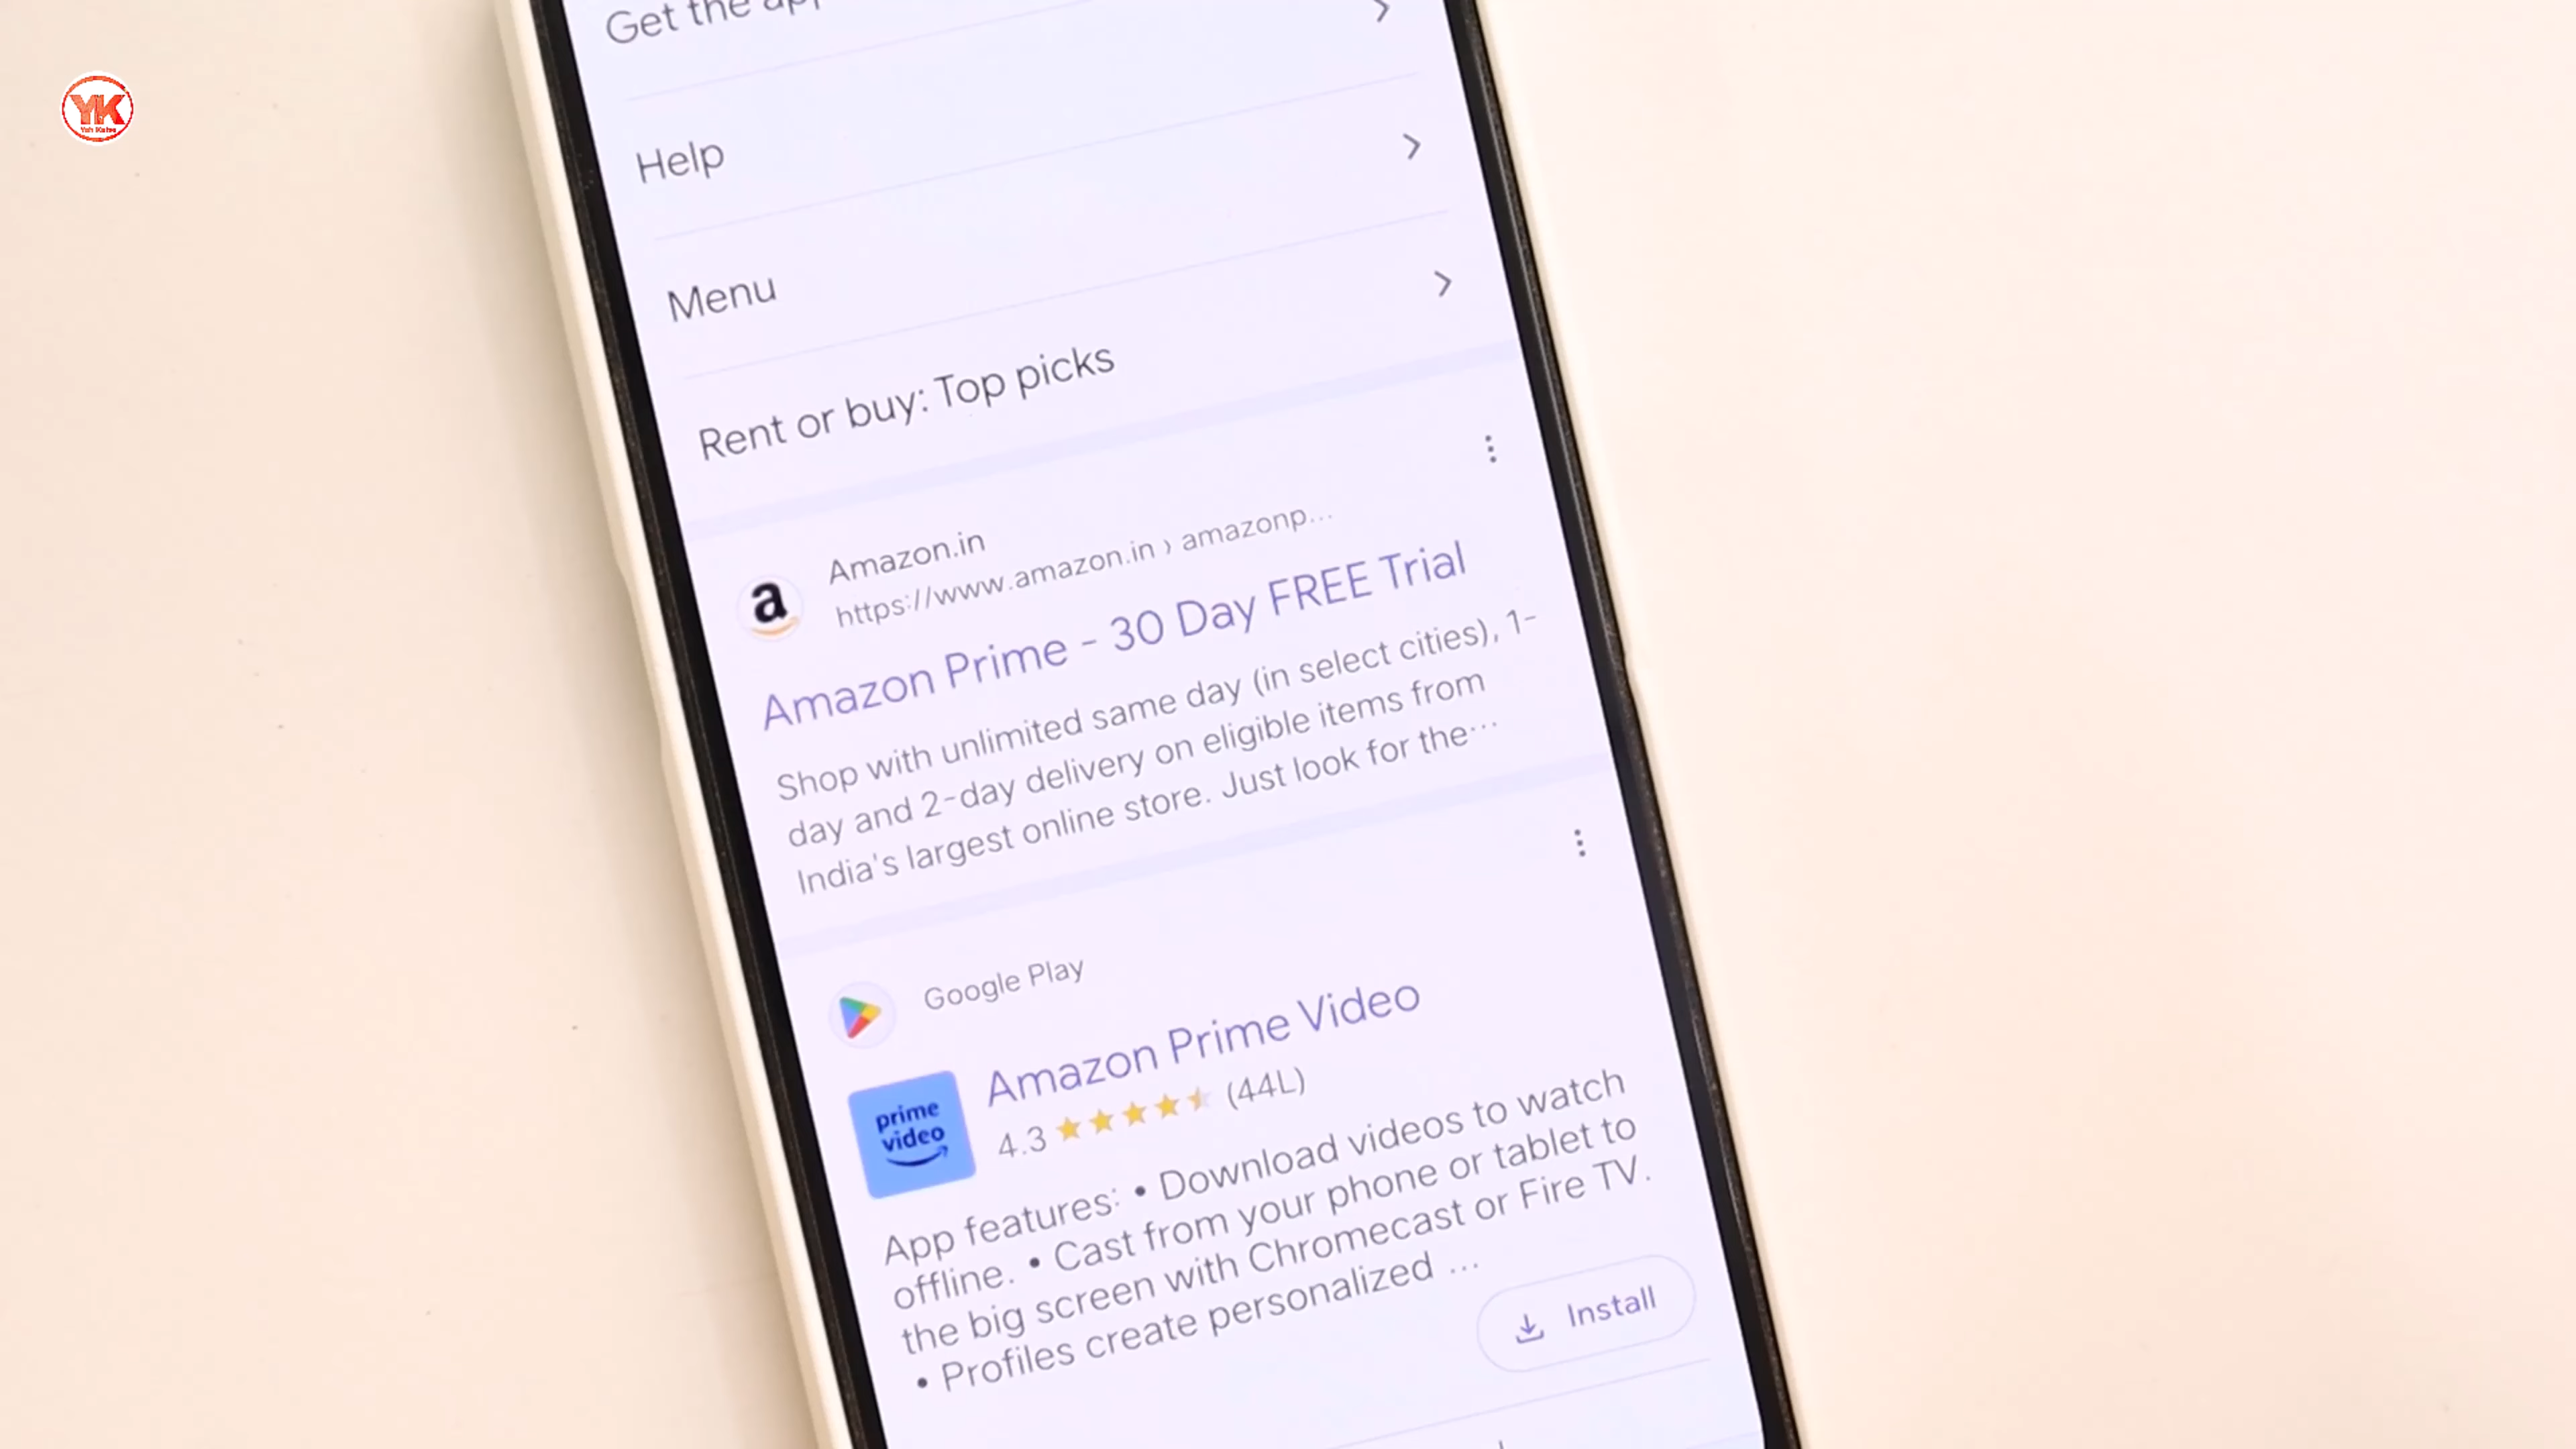 Get the
YK
Help
Menu
Rent or buy: Top picks
Amazon.in
https://www.amazon.in › amazonp...
a
Amazon Prime - 30 Day FREE Trial
Shop with unlimited same day (in select cities), 1-
day and 2-day delivery on eligible items from
India's largest online store. Just look for the...
Google Play
Amazon Prime Video
4.3 (44L)
prime
video
App features: • Download videos to watch
offline. • Cast from your phone or tablet to
the big screen with Chromecast or Fire TV.
• Profiles create personalized ...
Install